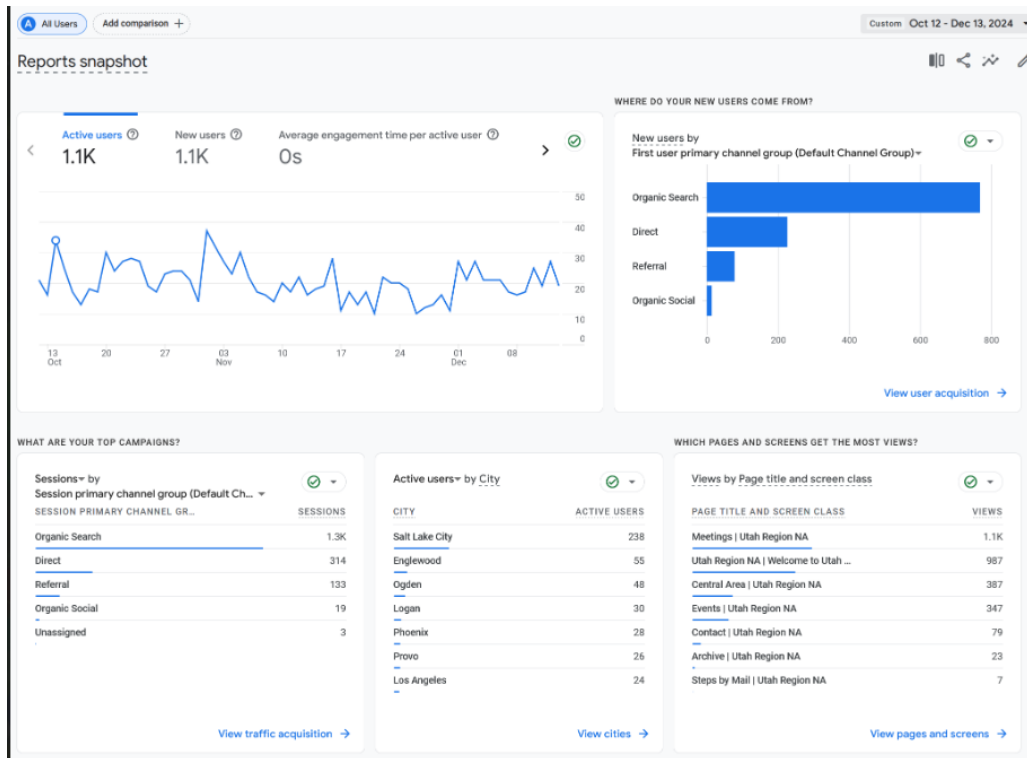 A All Users Add comparison + Custom Oct 12 - Dec 13, 2024
Reports snapshot
Active users New users Average engagement time per active user
1.1K 1.1K 0s
50
40
30
20
10
0
13 20 27 03 10 17 24 01 08
Oct Nov Dec
WHERE DO YOUR NEW USERS COME FROM?
New users by
First user primary channel group (Default Channel Group)
Organic Search
Direct
Referral
Organic Social
0 200 400 600 800
View user acquisition
WHAT ARE YOUR TOP CAMPAIGNS?
Sessions by
Session primary channel group (Default Ch...
SESSION PRIMARY CHANNEL GR... SESSIONS
Organic Search 1.3K
Direct 314
Referral 133
Organic Social 19
Unassigned 3
View traffic acquisition
Active users by City
CITY ACTIVE USERS
Salt Lake City 238
Englewood 55
Ogden 48
Logan 30
Phoenix 28
Provo 26
Los Angeles 24
View cities
WHICH PAGES AND SCREENS GET THE MOST VIEWS?
Views by Page title and screen class
PAGE TITLE AND SCREEN CLASS VIEWS
Meetings | Utah Region NA 1.1K
Utah Region NA | Welcome to Utah ... 987
Central Area | Utah Region NA 387
Events | Utah Region NA 347
Contact | Utah Region NA 79
Archive | Utah Region NA 23
Steps by Mail | Utah Region NA 7
View pages and screens